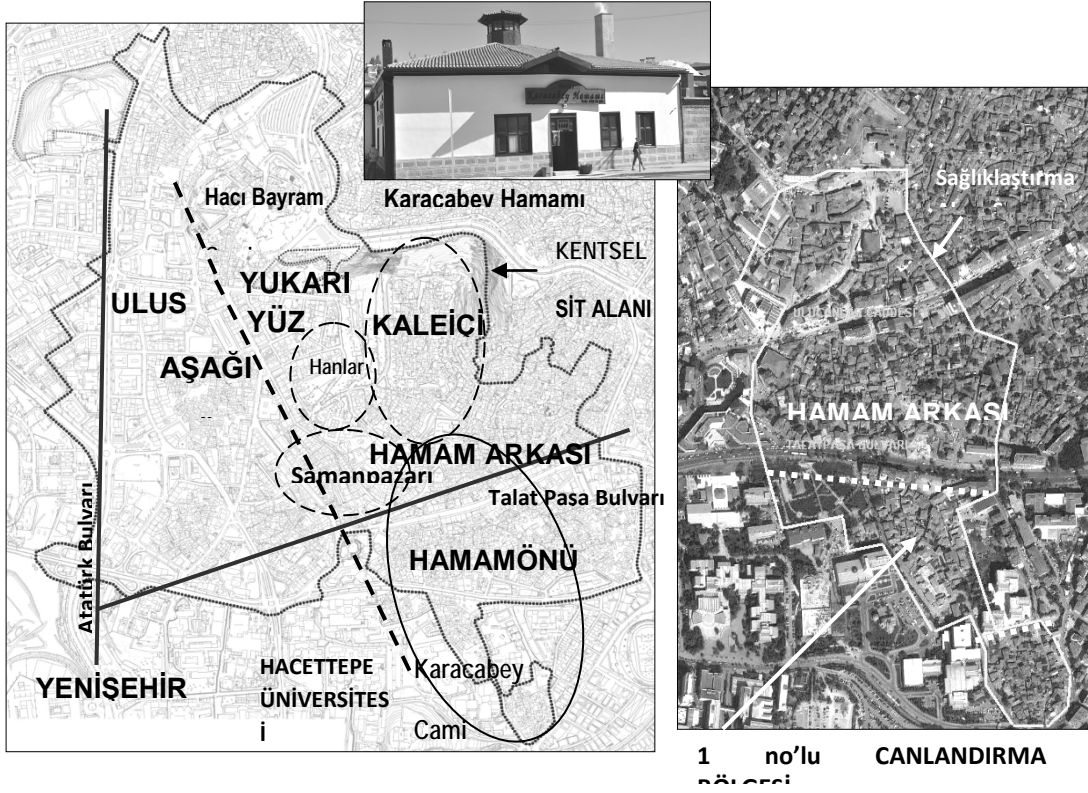 Karacabey Hamamı
Hacı Bayram
Karacabey Hamamı
KENTSEL
SİT ALANI
YUKARI
YÜZ
ULUS
KALEİÇİ
AŞAĞI
Hanlar
HAMAM ARKASI
Samanpazarı
Talat Paşa Bulvarı
HAMAMÖNÜ
Atatürk Bulvarı
YENİŞEHİR
HACETTEPE
ÜNİVERSİTES
İ
Karacabey
Cami
Sağlıklaştırma
HAMAM ARKASI
TALATPAŞA BULVARI
1 no’lu CANLANDIRMA
BÖLGESİ